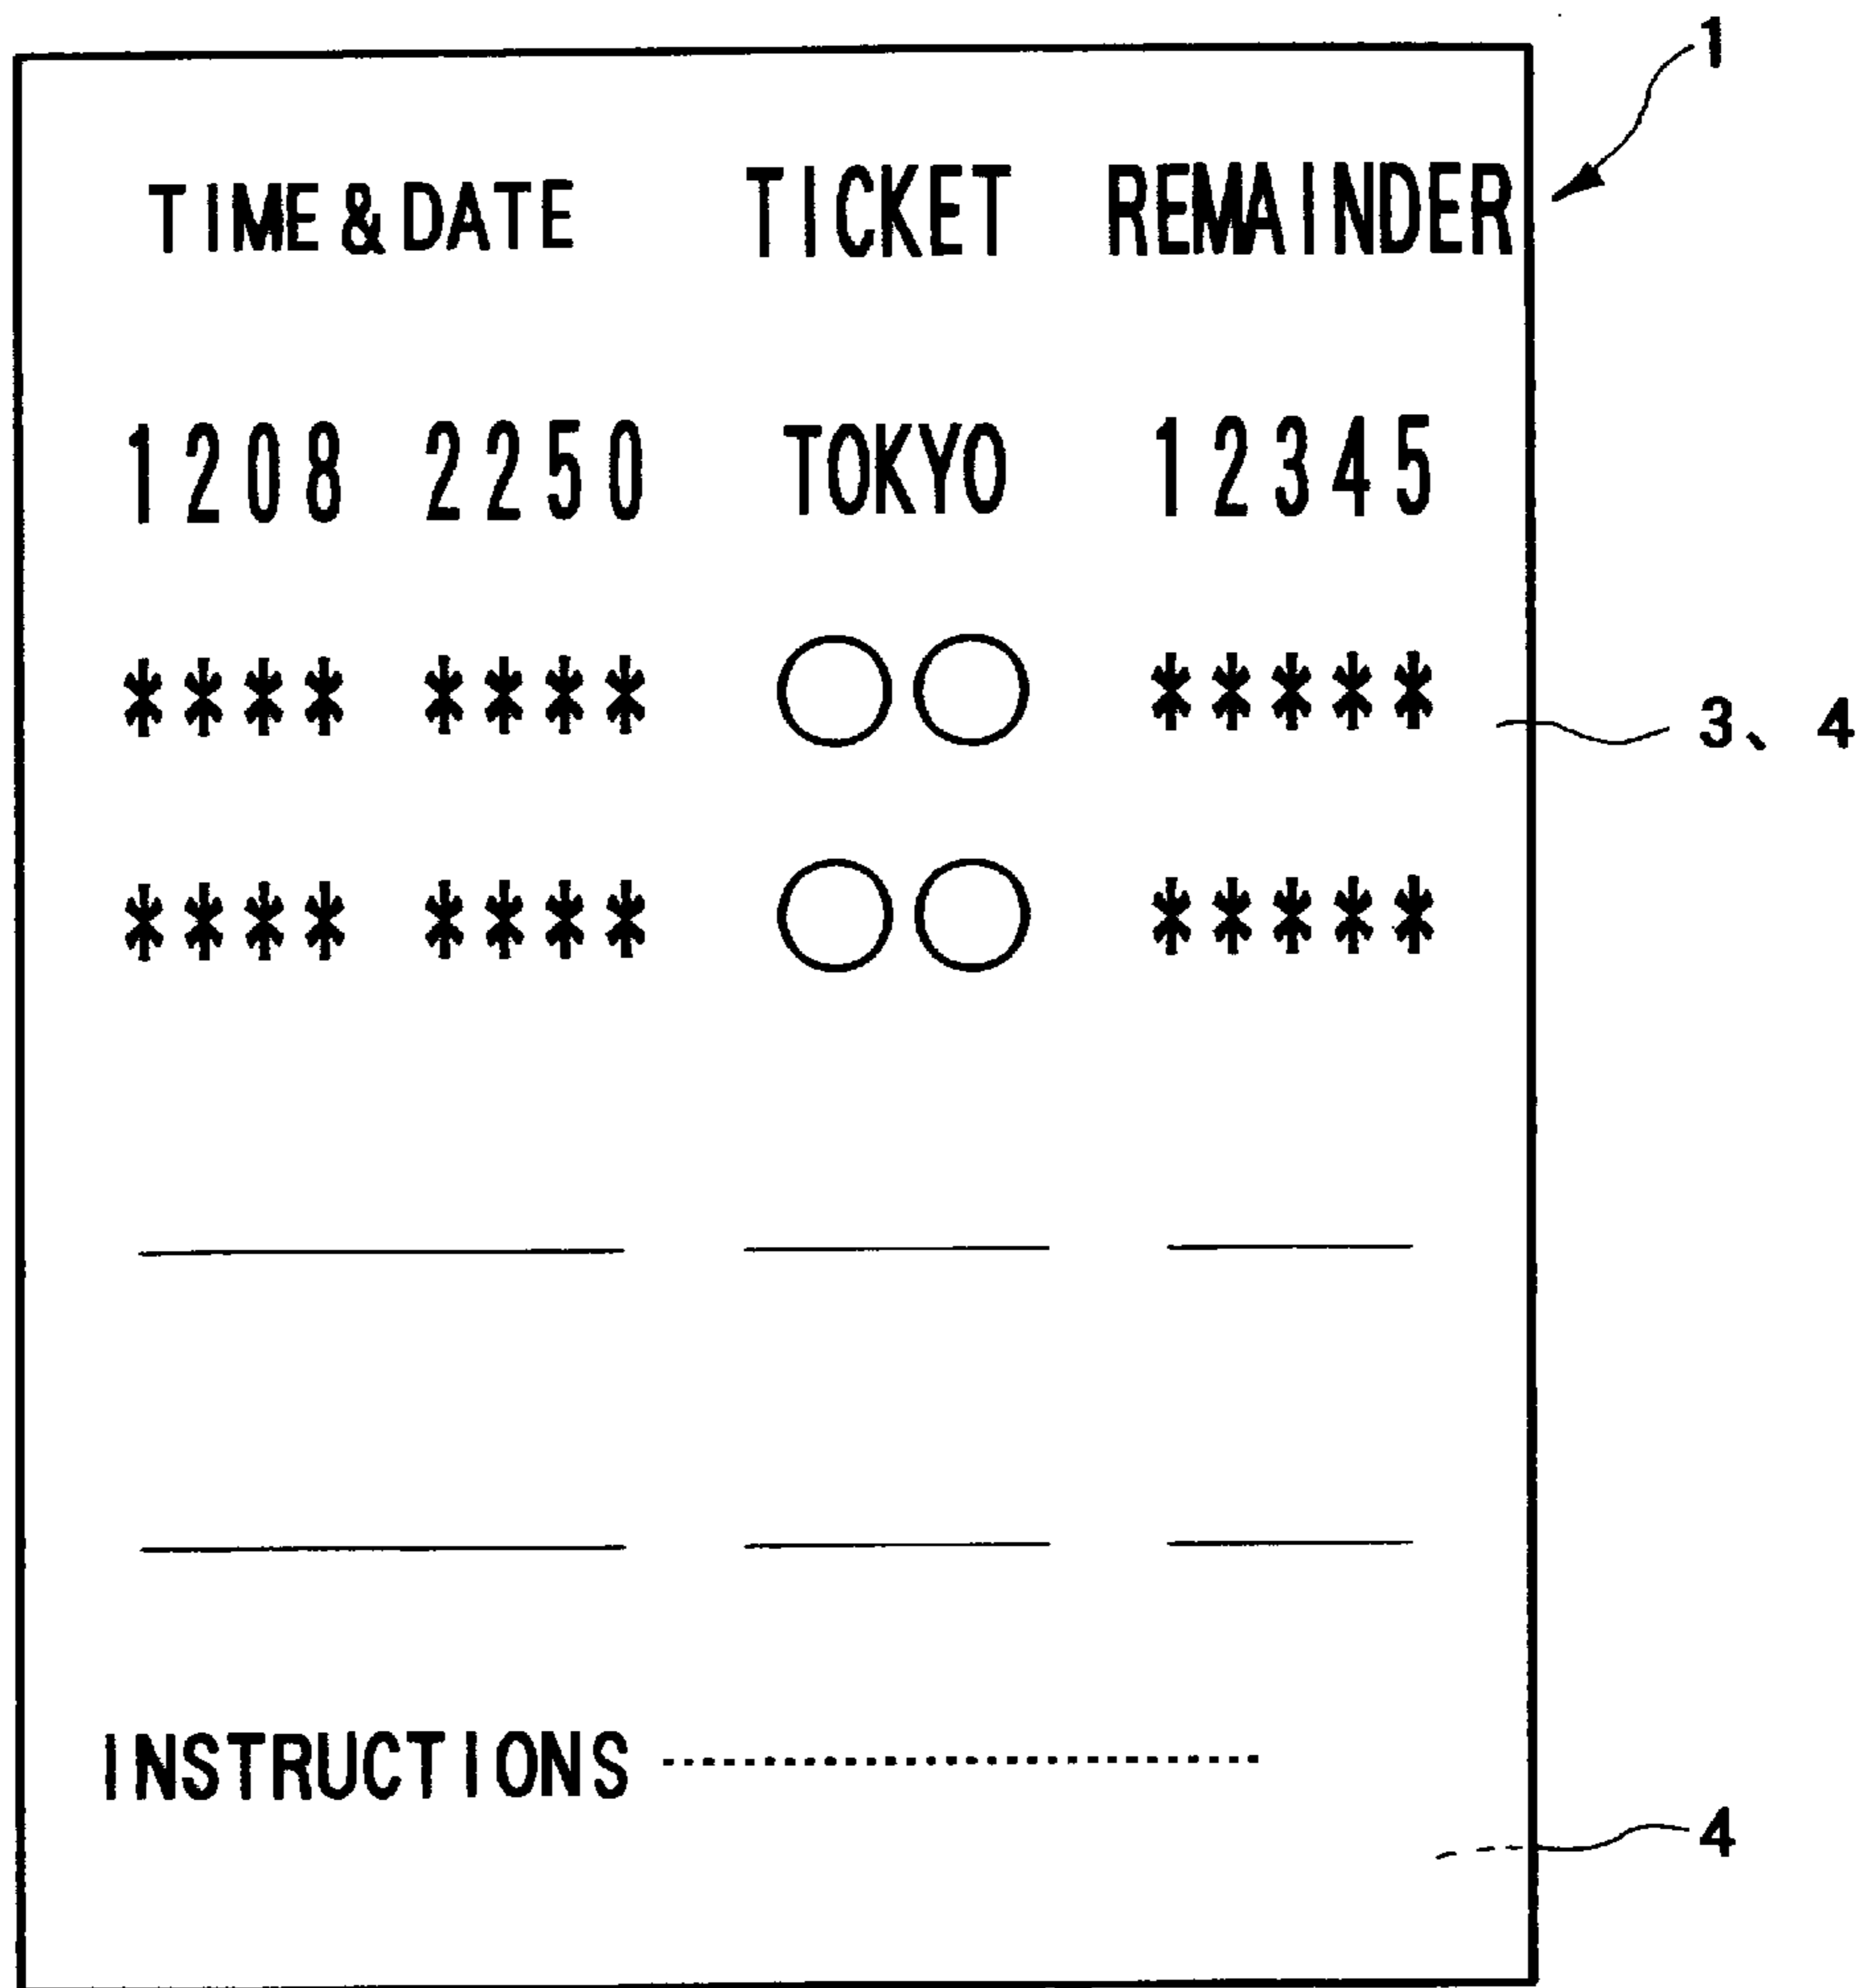 1
TIME & DATE TICKET REMAINDER
1208 2250 TOKYO 12345
**** **** ○○ *****
3、4
**** **** ○○ *****
INSTRUCTIONS ------------------------------
4